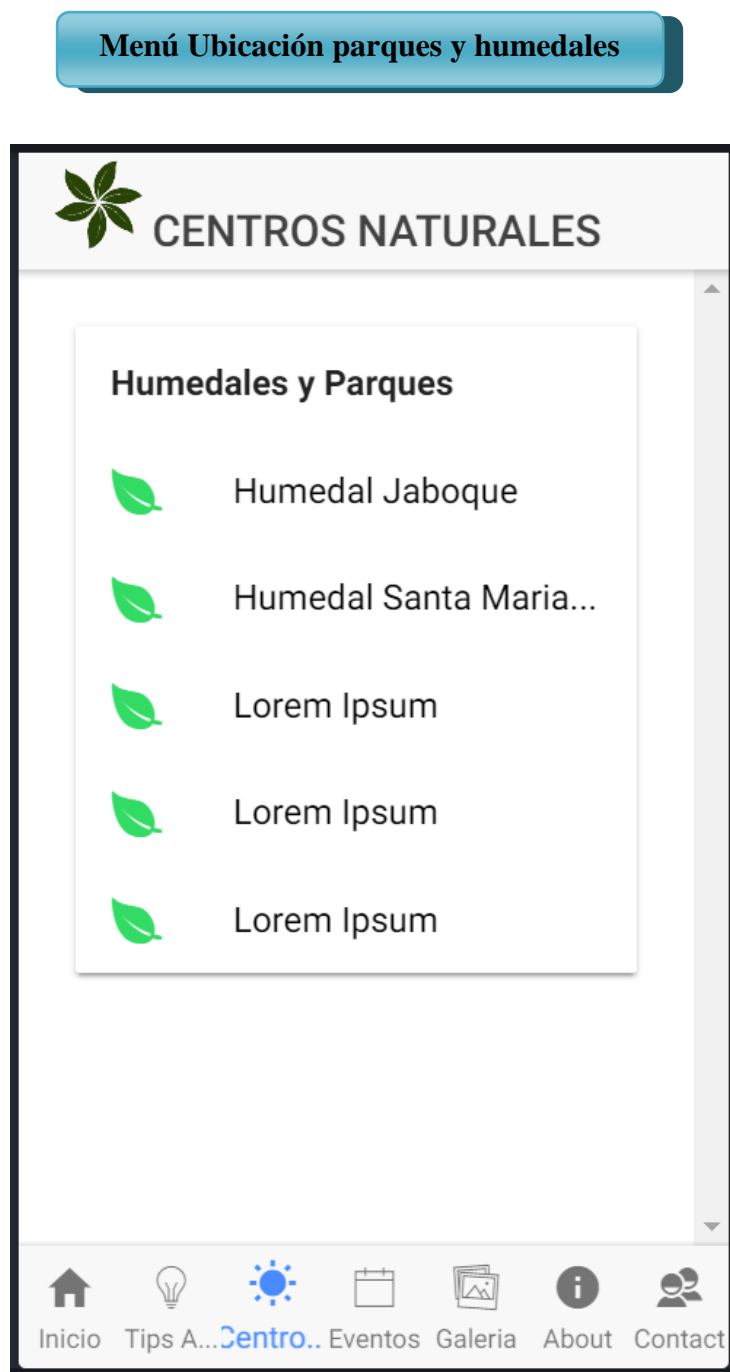 Menú Ubicación parques y humedales
CENTROS NATURALES
Humedales y Parques
Humedal Jaboque
Humedal Santa Maria...
Lorem Ipsum
Lorem Ipsum
Lorem Ipsum
Inicio Tips A... Centro.. Eventos Galeria About Contact